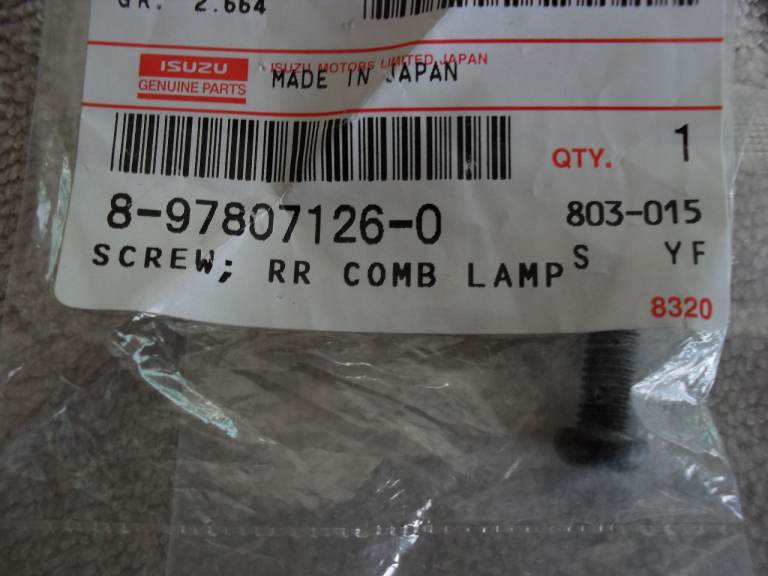 GR. 2.664
ISUZU ISUZU MOTORS LIMITED JAPAN
GENUINE PARTS MADE IN JAPAN
QTY. 1
8-97807126-0 803-015
SCREW; RR COMB LAMP S YF
8320